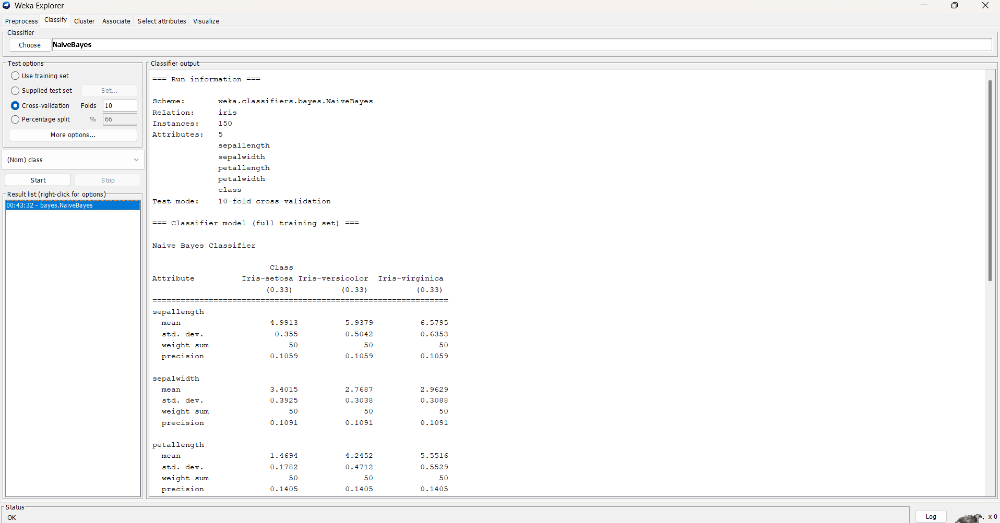 Weka Explorer
Preprocess Classify Cluster Associate Select attributes Visualize
Classifier
Choose NaiveBayes
Test options
Use training set
Supplied test set Set...
Cross-validation Folds 10
Percentage split % 66
More options...
(Nom) class
Start Stop
Result list (right-click for options)
00:43:32 - bayes.NaiveBayes
Classifier output
=== Run information ===
Scheme: weka.classifiers.bayes.NaiveBayes
Relation: iris
Instances: 150
Attributes: 5
sepallength
sepalwidth
petallength
petalwidth
class
Test mode: 10-fold cross-validation
=== Classifier model (full training set) ===
Naive Bayes Classifier
Class
Attribute Iris-setosa Iris-versicolor Iris-virginica
(0.33) (0.33) (0.33)
===============================================================
sepallength
mean 4.9913 5.9379 6.5795
std. dev. 0.355 0.5042 0.6353
weight sum 50 50 50
precision 0.1059 0.1059 0.1059
sepalwidth
mean 3.4015 2.7687 2.9629
std. dev. 0.3925 0.3038 0.3088
weight sum 50 50 50
precision 0.1091 0.1091 0.1091
petallength
mean 1.4694 4.2452 5.5516
std. dev. 0.1782 0.4712 0.5529
weight sum 50 50 50
precision 0.1405 0.1405 0.1405
Status
OK
Log x 0